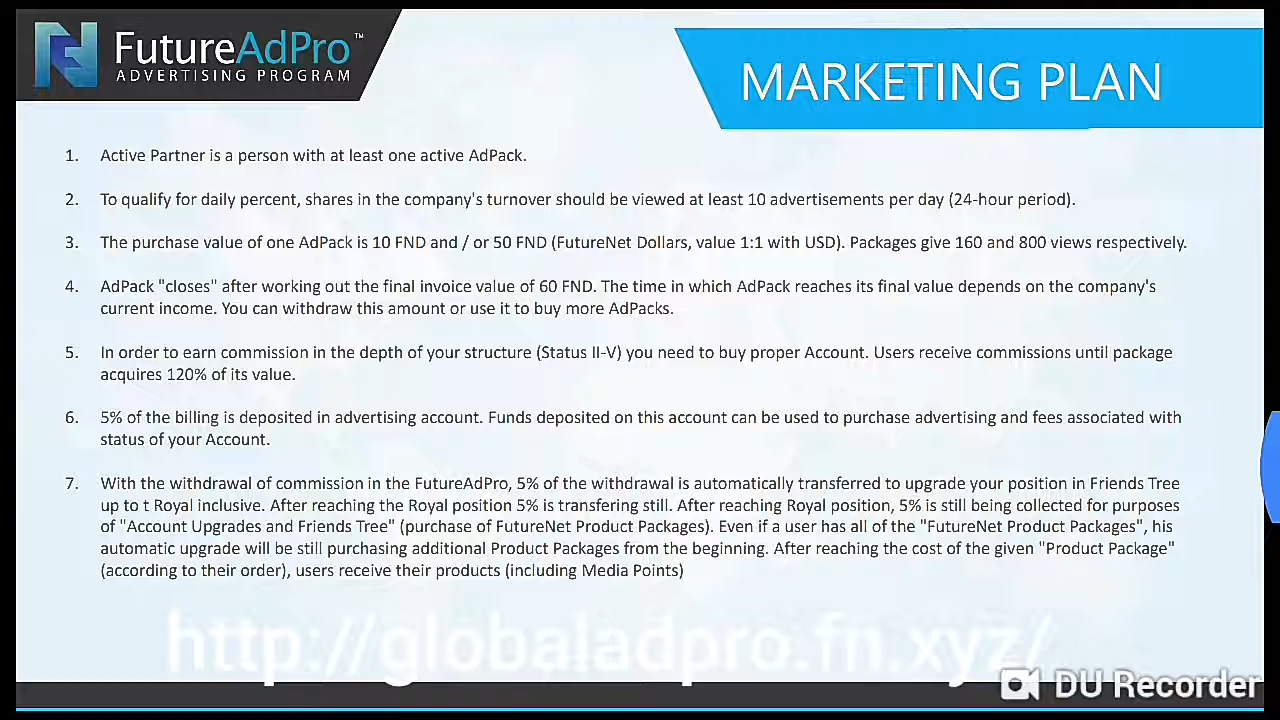 FutureAdPro™
ADVERTISING PROGRAM
MARKETING PLAN
1. Active Partner is a person with at least one active AdPack.
2. To qualify for daily percent, shares in the company's turnover should be viewed at least 10 advertisements per day (24-hour period).
3. The purchase value of one AdPack is 10 FND and / or 50 FND (FutureNet Dollars, value 1:1 with USD). Packages give 160 and 800 views respectively.
4. AdPack "closes" after working out the final invoice value of 60 FND. The time in which AdPack reaches its final value depends on the company's
current income. You can withdraw this amount or use it to buy more AdPacks.
5. In order to earn commission in the depth of your structure (Status II-V) you need to buy proper Account. Users receive commissions until package
acquires 120% of its value.
6. 5% of the billing is deposited in advertising account. Funds deposited on this account can be used to purchase advertising and fees associated with
status of your Account.
7. With the withdrawal of commission in the FutureAdPro, 5% of the withdrawal is automatically transferred to upgrade your position in Friends Tree
up to t Royal inclusive. After reaching the Royal position 5% is transfering still. After reaching Royal position, 5% is still being collected for purposes
of "Account Upgrades and Friends Tree" (purchase of FutureNet Product Packages). Even if a user has all of the "FutureNet Product Packages", his
automatic upgrade will be still purchasing additional Product Packages from the beginning. After reaching the cost of the given "Product Package"
(according to their order), users receive their products (including Media Points)
http://globaladpro.fn.xyz/
DU Recorder